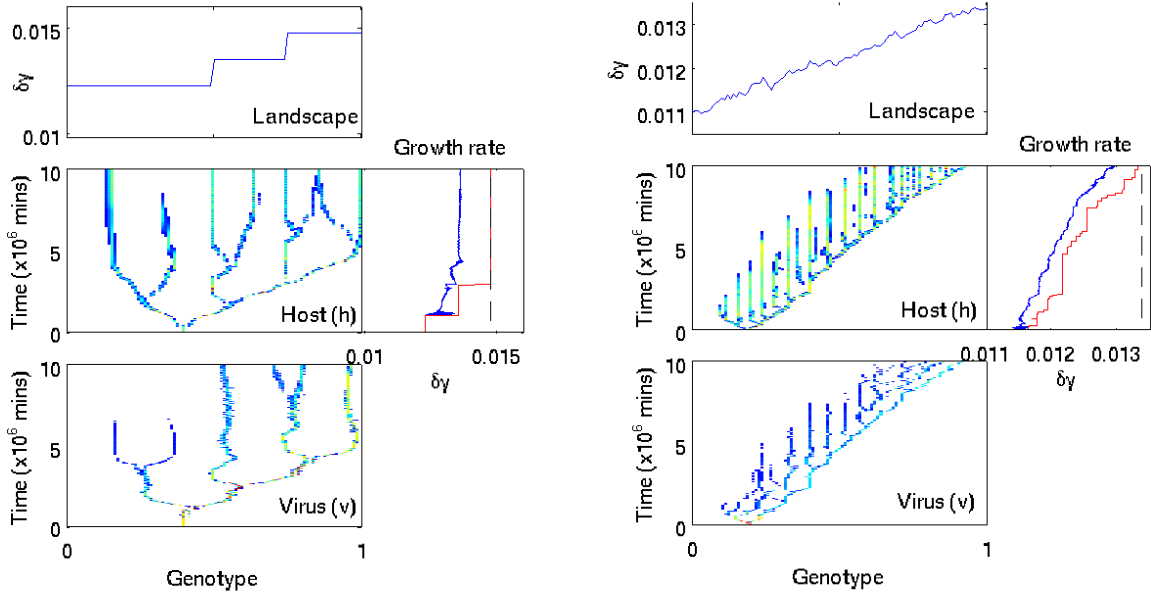 0.015
δγ
0.01
Landscape
Growth rate
10
5
0
Time (x10⁶ mins)
Host (h)
0.01
0.015
δγ
10
5
0
Time (x10⁶ mins)
Virus (v)
0
1
Genotype
0.013
0.012
0.011
δγ
Landscape
Growth rate
10
5
0
Time (x10⁶ mins)
Host (h)
0.011
0.012
0.013
δγ
10
5
0
Time (x10⁶ mins)
Virus (v)
0
1
Genotype